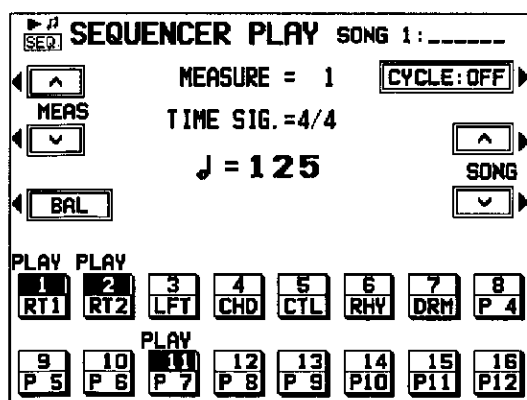 SEQ. SEQUENCER PLAY SONG 1:______
MEASURE = 1 CYCLE:OFF
MEAS
TIME SIG.=4/4
♩=125
SONG
BAL
PLAY PLAY
1 2 3 4 5 6 7 8
RT1 RT2 LFT CHD CTL RHY DRM P 4
PLAY
9 10 11 12 13 14 15 16
P 5 P 6 P 7 P 8 P 9 P10 P11 P12